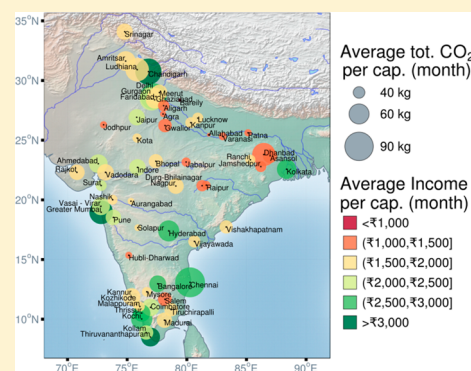 35°N
Srinagar
Amritsar
Ludhiana
Chandigarh
30°N
Delhi
Gurgaon
Meerut
Faridabad
Ghaziabad
Bareily
Aligarh
Agra
Lucknow
Jaipur
Gwalior
Kanpur
Jodhpur
Allahabad
Patna
Varanasi
25°N
Kota
Dhanbad
Ranchi
Asansol
Ahmedabad
Bhopal
Jabalpur
Jamshedpur
Rajkot
Vadodara
Indore
Durg-Bhilainagar
Kolkata
Surat
Nagpur
Raipur
20°N
Nashik
Vasai - Virar
Aurangabad
Greater Mumbai
Pune
Solapur
Hyderabad
Vishakhapatnam
Vijayawada
15°N
Hubli-Dharwad
Bangalore
Chennai
Kannur
Mysore
Kozhikode
Salem
Malappuram
Coimbatore
Thrissur
Tiruchirapalli
10°N
Kochi
Madurai
Kollam
Thiruvananthapuram
70°E
75°E
80°E
85°E
90°E
Average tot. CO2
per cap. (month)
40 kg
60 kg
90 kg
Average Income
per cap. (month)
<₹1,000
(₹1,000,₹1,500]
(₹1,500,₹2,000]
(₹2,000,₹2,500]
(₹2,500,₹3,000]
>₹3,000